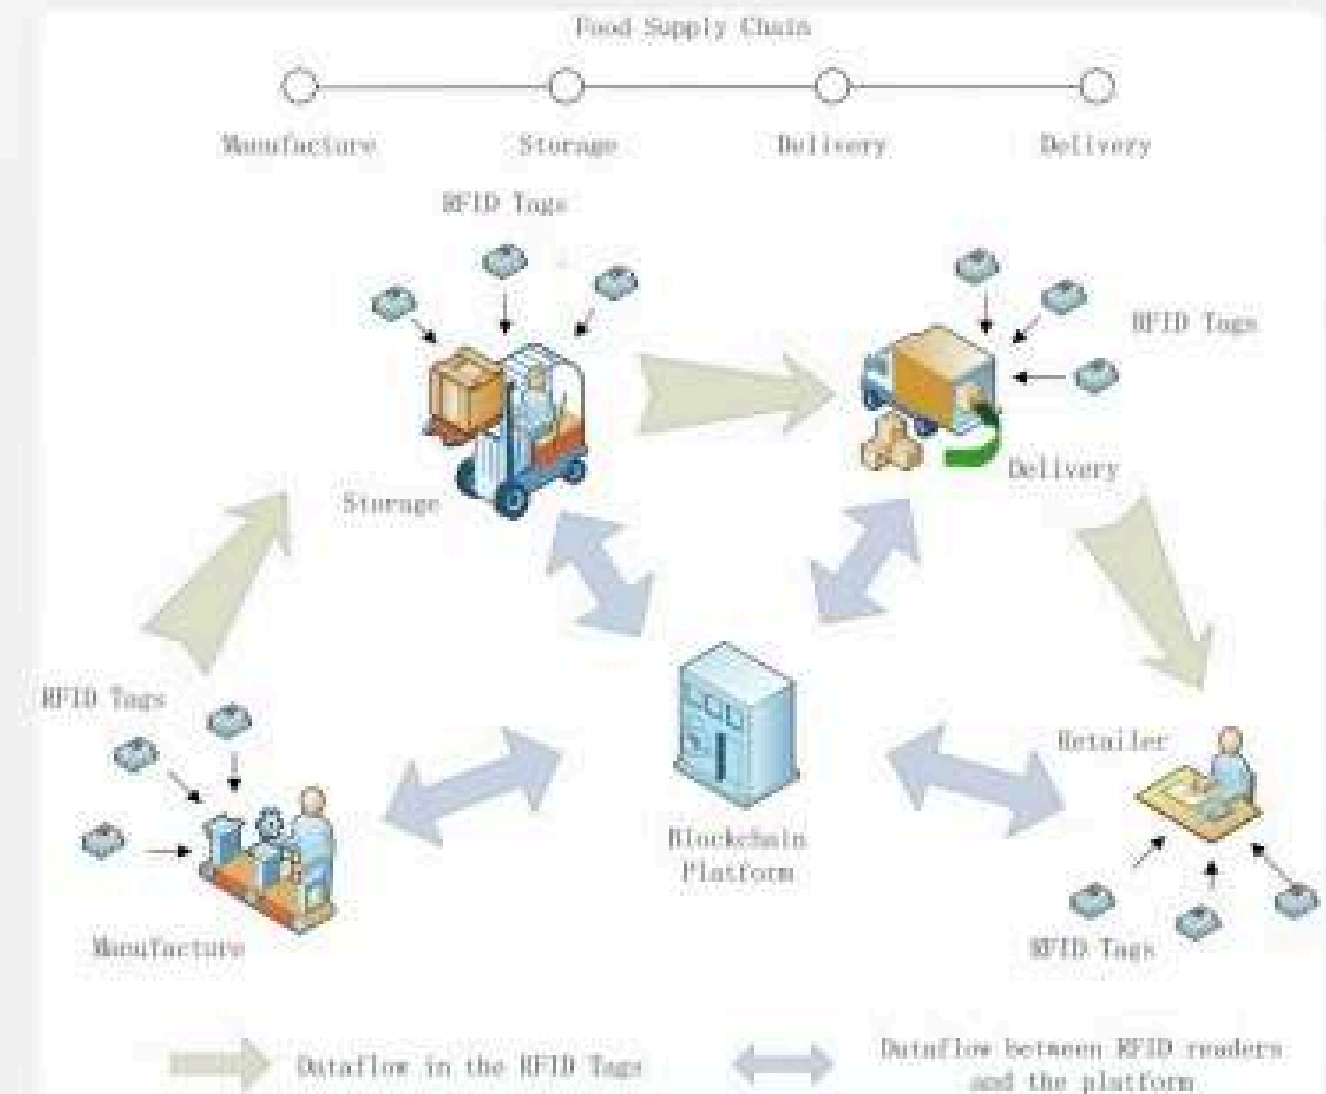 Food Supply Chain
Manufacture Storage Delivery Delivery
RFID Tags
RFID Tags
Delivery
Storage
RFID Tags
Retailer
Blockchain
Platform
Manufacture
RFID Tags
Dataflow in the RFID Tags
Dataflow between RFID readers
and the platform